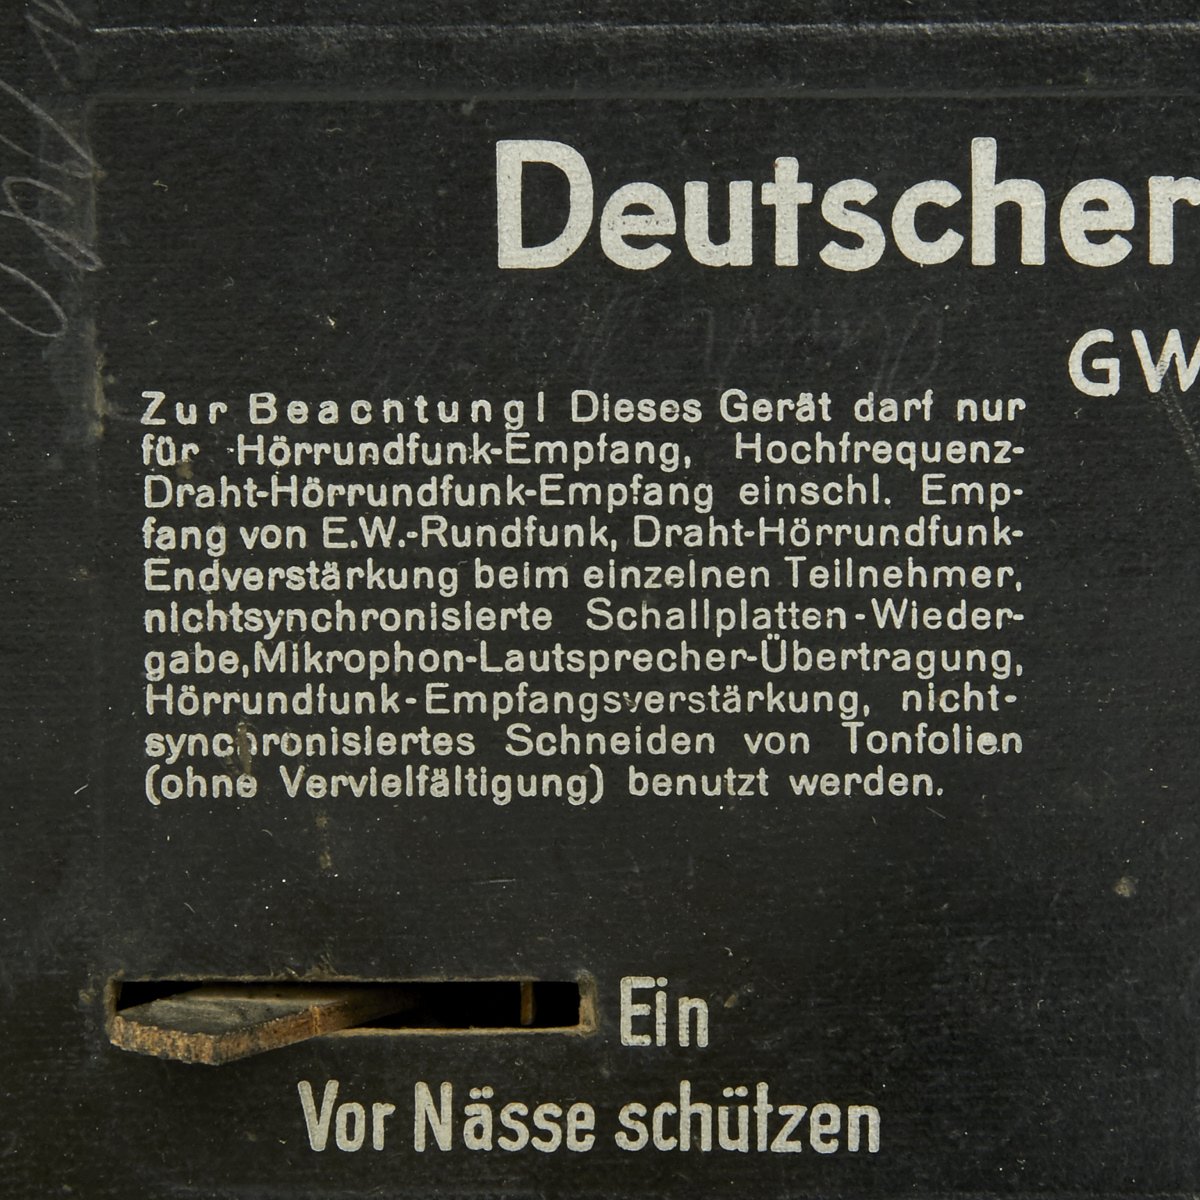 Deutscher
GW
Zur Beachtung! Dieses Gerät darf nur
für Hörrundfunk-Empfang, Hochfrequenz-
Draht-Hörrundfunk-Empfang einschl. Emp-
fang von E.W.-Rundfunk, Draht-Hörrundfunk-
Endverstärkung beim einzelnen Teilnehmer,
nichtsynchronisierte Schallplatten-Wieder-
gabe, Mikrophon-Lautsprecher-Übertragung,
Hörrundfunk-Empfangsverstärkung, nicht-
synchronisiertes Schneiden von Tonfolien
(ohne Vervielfältigung) benutzt werden.
Ein
Vor Nässe schützen